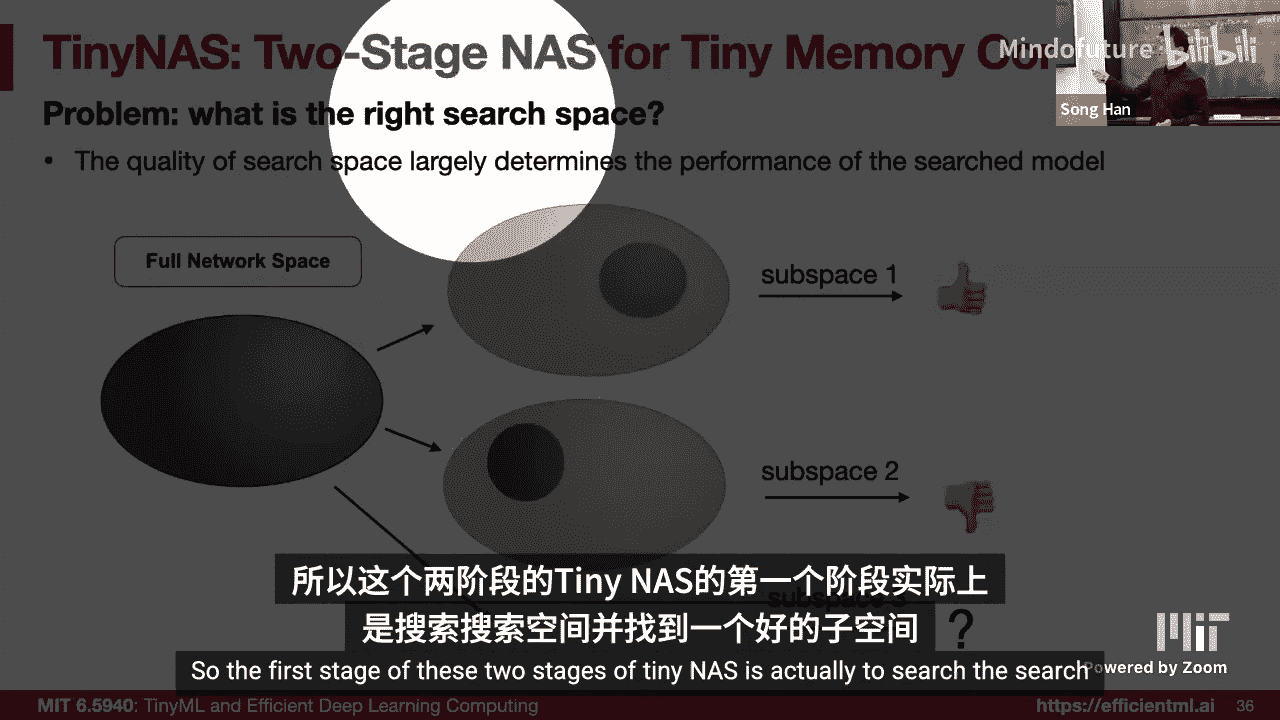 TinyNAS: Two-Stage NAS for Tiny Memory Co
Mindofuture bilibili
Song Han
Problem: what is the right search space?
• The quality of search space largely determines the performance of the searched model
Full Network Space
subspace 1
subspace 2
subspace 3
?
所以这个两阶段的Tiny NAS的第一个阶段实际上
是搜索搜索空间并找到一个好的子空间
So the first stage of these two stages of tiny NAS is actually to search the search
MIT
Powered by Zoom
MIT 6.5940: TinyML and Efficient Deep Learning Computing
https://efficientml.ai
36